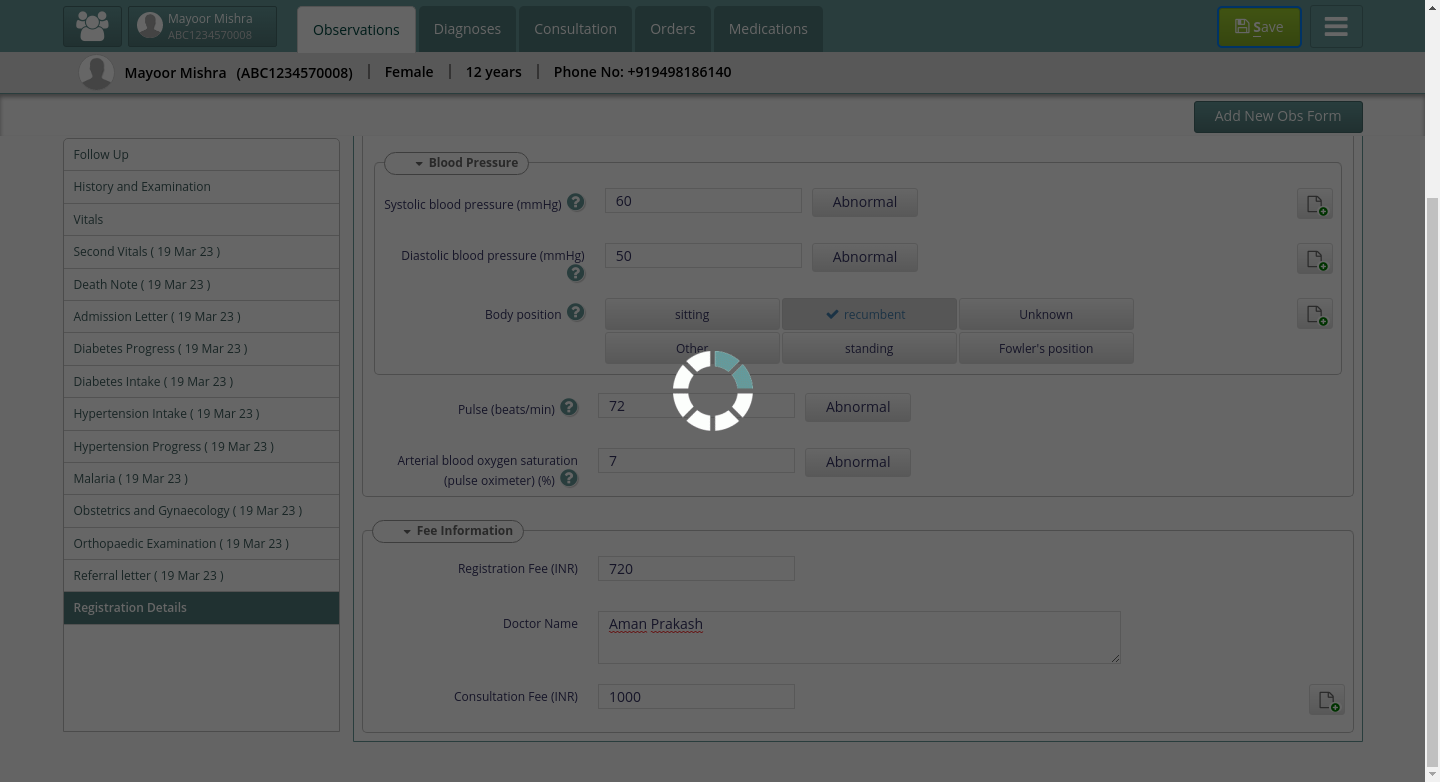 Mayoor Mishra
ABC1234570008
Observations
Diagnoses
Consultation
Orders
Medications
Save
Mayoor Mishra (ABC1234570008) | Female | 12 years | Phone No: +919498186140
Add New Obs Form
Follow Up
History and Examination
Vitals
Second Vitals ( 19 Mar 23 )
Death Note ( 19 Mar 23 )
Admission Letter ( 19 Mar 23 )
Diabetes Progress ( 19 Mar 23 )
Diabetes Intake ( 19 Mar 23 )
Hypertension Intake ( 19 Mar 23 )
Hypertension Progress ( 19 Mar 23 )
Malaria ( 19 Mar 23 )
Obstetrics and Gynaecology ( 19 Mar 23 )
Orthopaedic Examination ( 19 Mar 23 )
Referral letter ( 19 Mar 23 )
Registration Details
Blood Pressure
Systolic blood pressure (mmHg) ? 60 Abnormal
Diastolic blood pressure (mmHg) ? 50 Abnormal
Body position ? sitting recumbent Unknown
Other standing Fowler's position
Pulse (beats/min) ? 72 Abnormal
Arterial blood oxygen saturation 7 Abnormal
(pulse oximeter) (%) ?
Fee Information
Registration Fee (INR) 720
Doctor Name Aman Prakash
Consultation Fee (INR) 1000